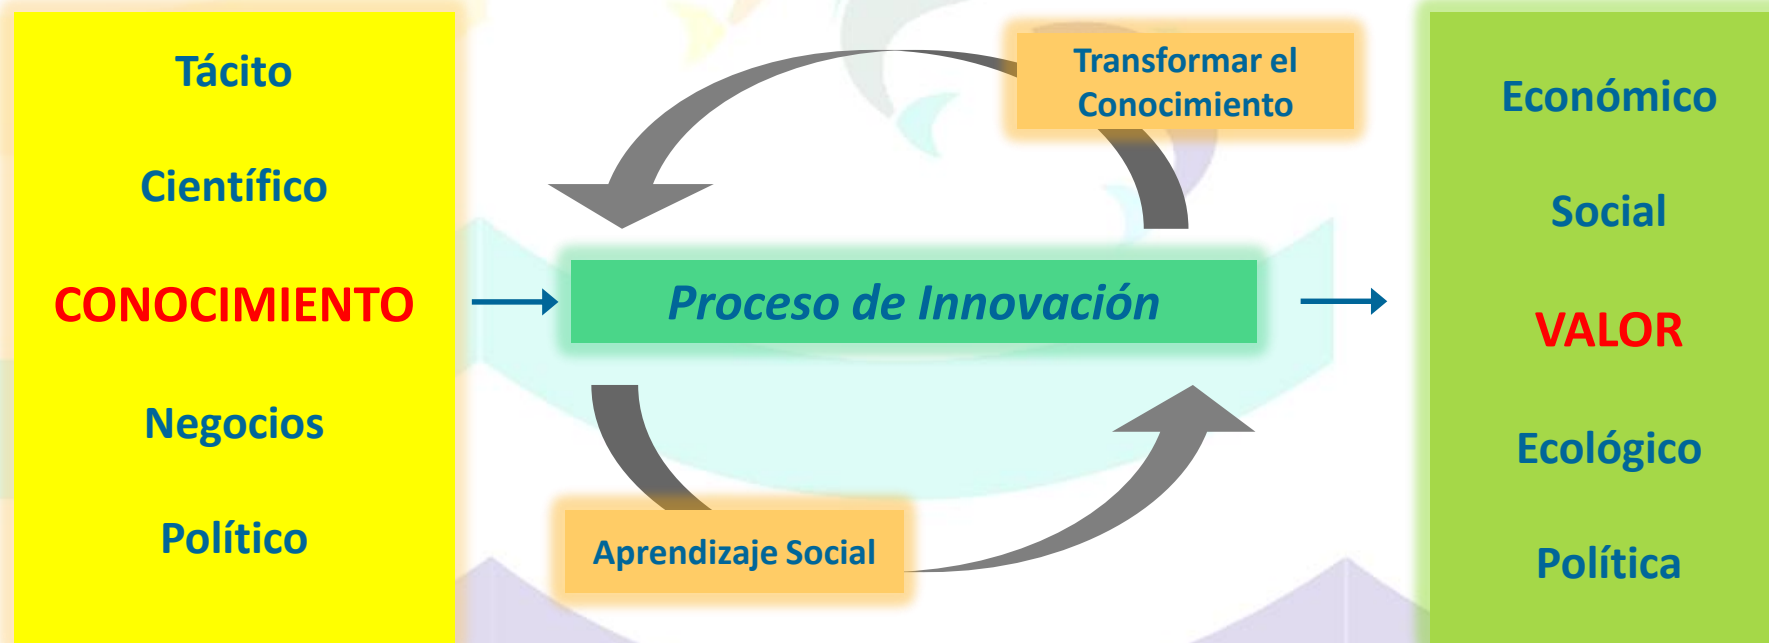 Tácito
Científico
CONOCIMIENTO
Negocios
Político
Transformar el
Conocimiento
Proceso de Innovación
Aprendizaje Social
Económico
Social
VALOR
Ecológico
Política